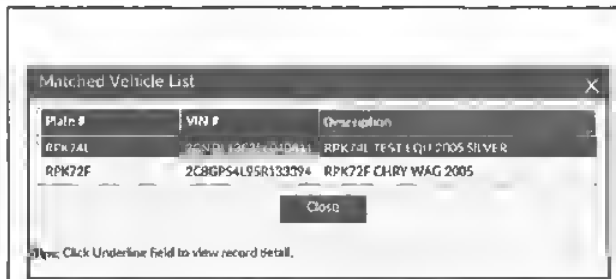 Matched Vehicle List X
Plate # VIN # Description
RPK74L RPK74L TEST EQU 2005 SILVER
RPK72F 2C8GP54L95R133394 RPK72F CHRY WAG 2005
Close
Click Underline field to view record detail.